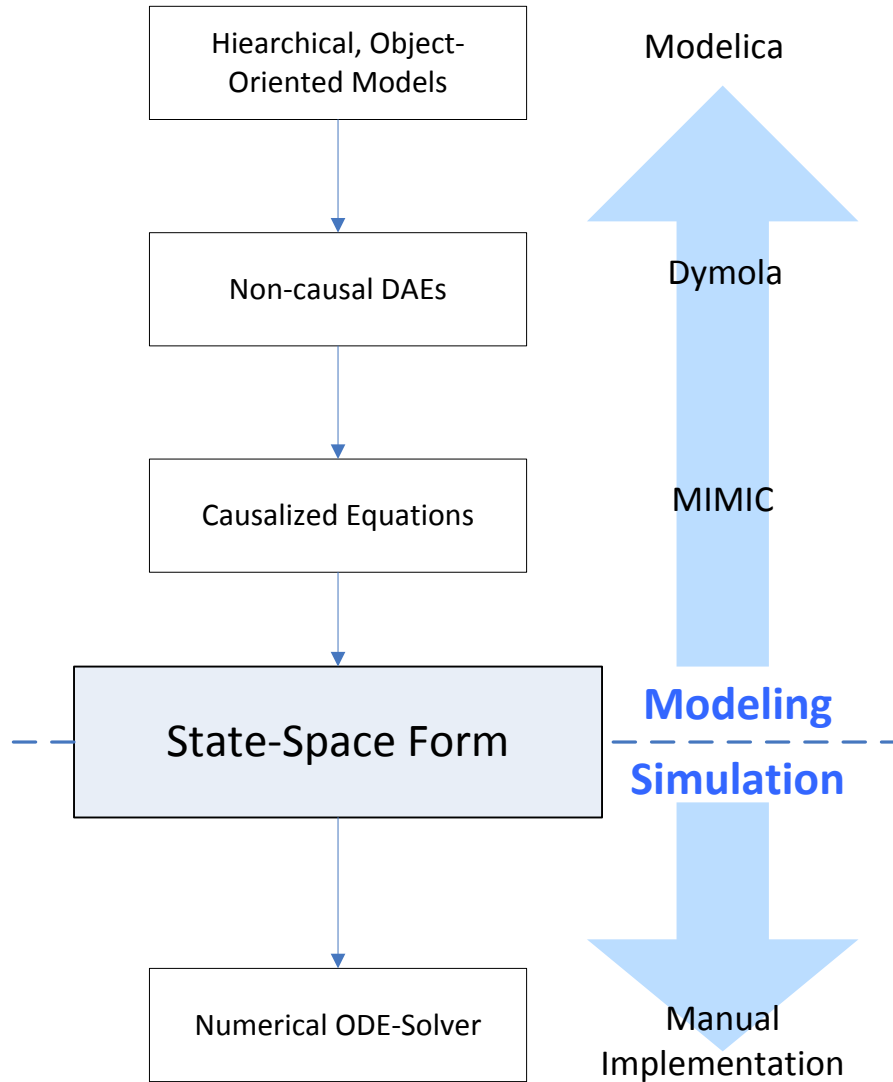 Hiearchical, Object-
Oriented Models
Modelica
Non-causal DAEs
Dymola
Causalized Equations
MIMIC
State-Space Form
Modeling
Simulation
Numerical ODE-Solver
Manual
Implementation